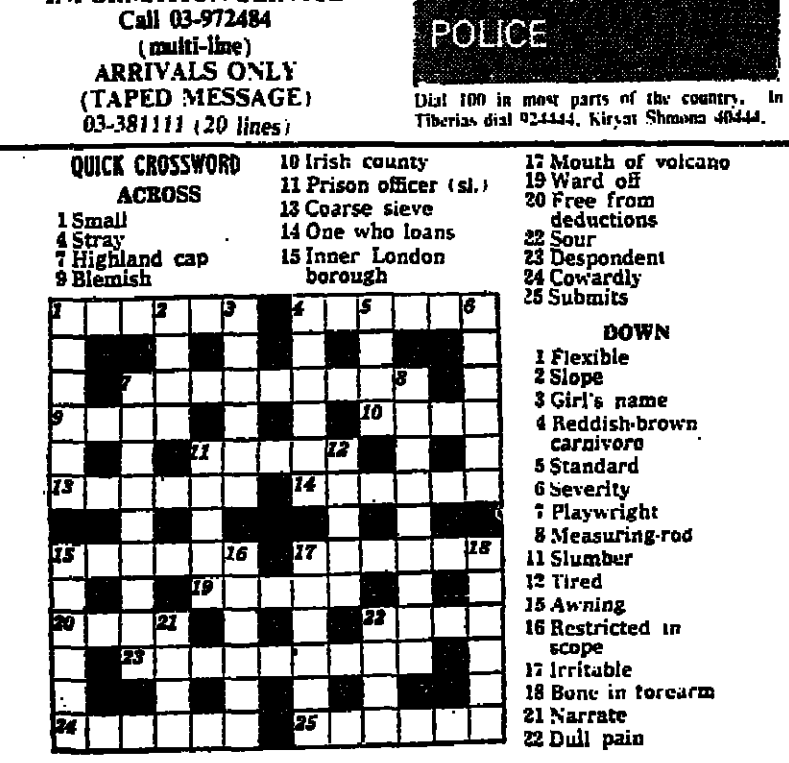 INFORMATION SERVICE
Call 03-972484
(multi-line)
ARRIVALS ONLY
(TAPED MESSAGE)
03-381111 (20 lines)
POLICE
Dial 100 in most parts of the country. In
Tiberias dial 924444, Kiryat Shmona 40444.
QUICK CROSSWORD
ACROSS
1 Small
4 Stray
7 Highland cap
9 Blemish
10 Irish county
11 Prison officer (sl.)
13 Coarse sieve
14 One who loans
15 Inner London
borough
17 Mouth of volcano
19 Ward off
20 Free from
deductions
22 Sour
23 Despondent
24 Cowardly
25 Submits
DOWN
1 Flexible
2 Slope
3 Girl's name
4 Reddish-brown
carnivore
5 Standard
6 Severity
7 Playwright
8 Measuring-rod
11 Slumber
12 Tired
15 Awning
16 Restricted in
scope
17 Irritable
18 Bone in forearm
21 Narrate
22 Dull pain
1 2 3 4 5 6
7 8
9 10
11 12
13 14
15 16 17 18
19
20 21 22
23
24 25